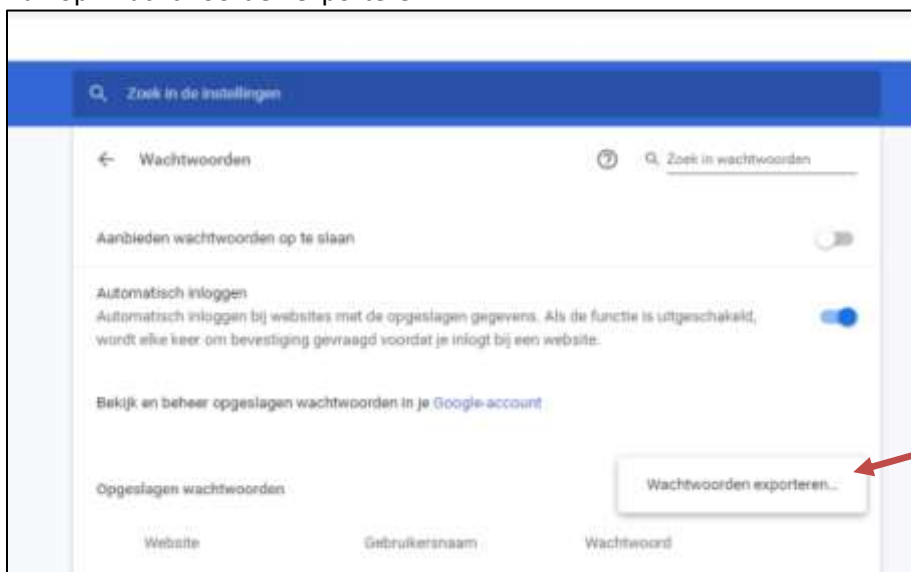 Zoek in de instellingen
Wachtwoorden
Zoek in wachtwoorden
Aanbieden wachtwoorden op te slaan
Automatisch inloggen
Automatisch inloggen bij websites met de opgeslagen gegevens. Als de functie is uitgeschakeld,
wordt elke keer om bevestiging gevraagd voordat je inlogt bij een website.
Bekijk en beheer opgeslagen wachtwoorden in je Google-account
Opgeslagen wachtwoorden
Wachtwoorden exporteren...
Website Gebruikersnaam Wachtwoord